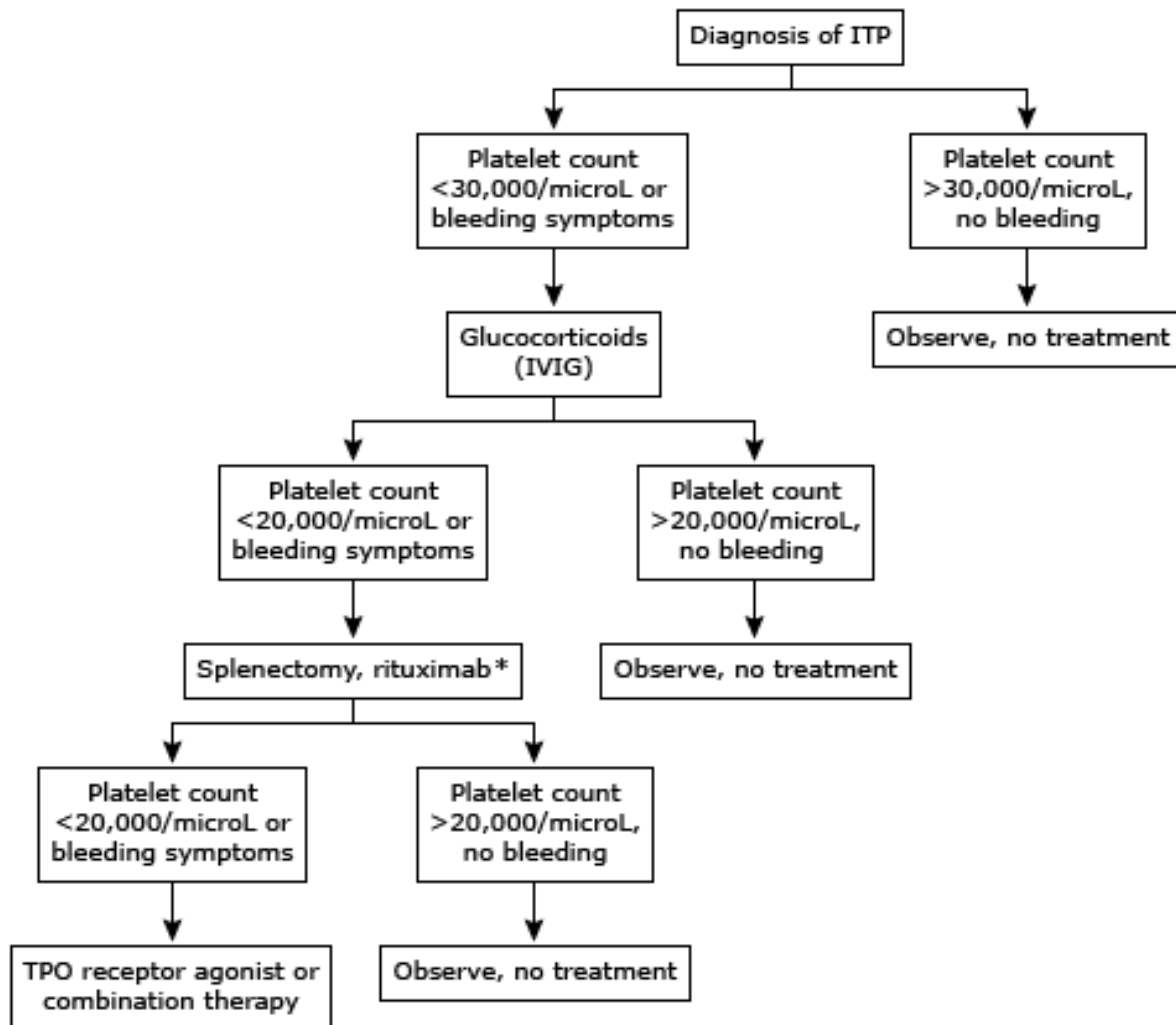 Diagnosis of ITP
Platelet count
<30,000/microL or
bleeding symptoms
Platelet count
>30,000/microL,
no bleeding
Glucocorticoids
(IVIG)
Observe, no treatment
Platelet count
<20,000/microL or
bleeding symptoms
Platelet count
>20,000/microL,
no bleeding
Splenectomy, rituximab*
Observe, no treatment
Platelet count
<20,000/microL or
bleeding symptoms
Platelet count
>20,000/microL,
no bleeding
TPO receptor agonist or
combination therapy
Observe, no treatment